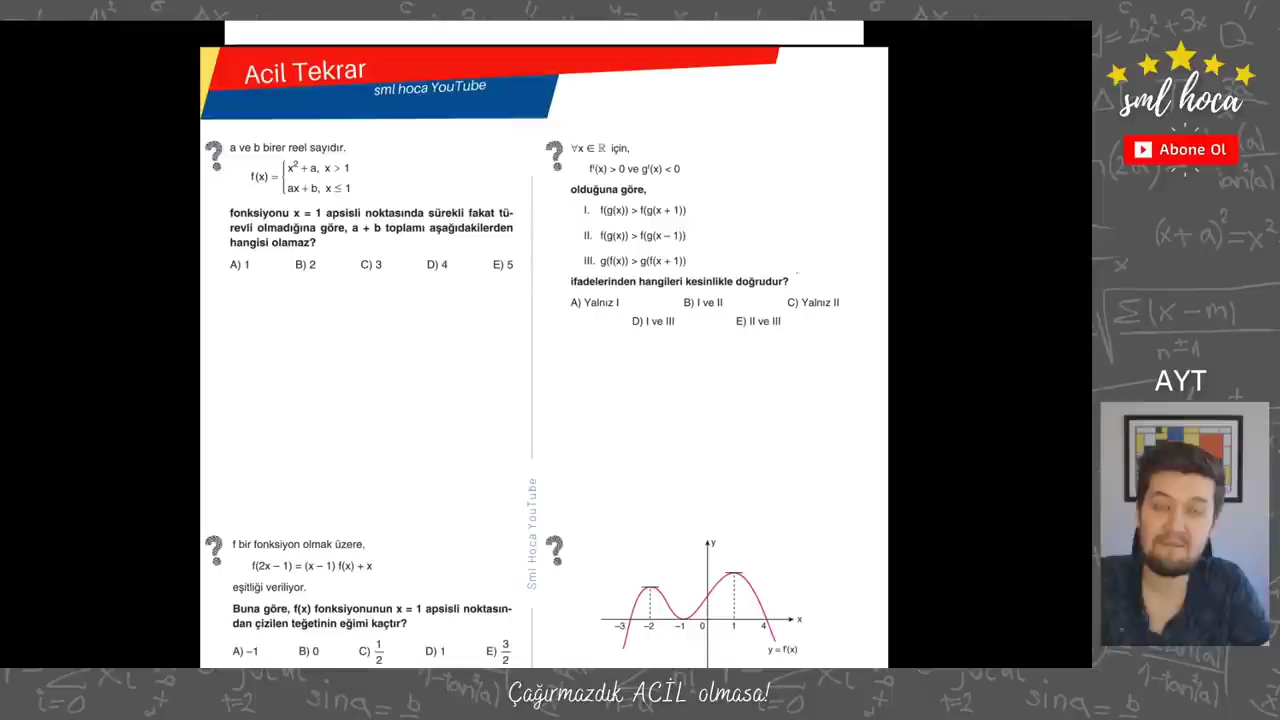 Acil Tekrar
sml hoca YouTube
a ve b birer reel sayıdır.
f(x) = { x² + a, x > 1
ax + b, x ≤ 1
fonksiyonu x = 1 apsisli noktasında sürekli fakat tü-
revli olmadığına göre, a + b toplamı aşağıdakilerden
hangisi olamaz?
A) 1 B) 2 C) 3 D) 4 E) 5
∀x ∈ ℝ için,
f'(x) > 0 ve g'(x) < 0
olduğuna göre,
I. f(g(x)) > f(g(x + 1))
II. f(g(x)) > f(g(x – 1))
III. g(f(x)) > g(f(x + 1))
ifadelerinden hangileri kesinlikle doğrudur?
A) Yalnız I B) I ve II C) Yalnız II
D) I ve III E) II ve III
Sml Hoca YouTube
f bir fonksiyon olmak üzere,
f(2x – 1) = (x – 1) f(x) + x
eşitliği veriliyor.
Buna göre, f(x) fonksiyonunun x = 1 apsisli noktasın-
dan çizilen teğetinin eğimi kaçtır?
A) –1 B) 0 C) 1/2 D) 1 E) 3/2
y
–3 –2 –1 0 1 4 x
y = f'(x)
sml hoca
Abone Ol
AYT
Çağırmazdık ACİL olmasa!